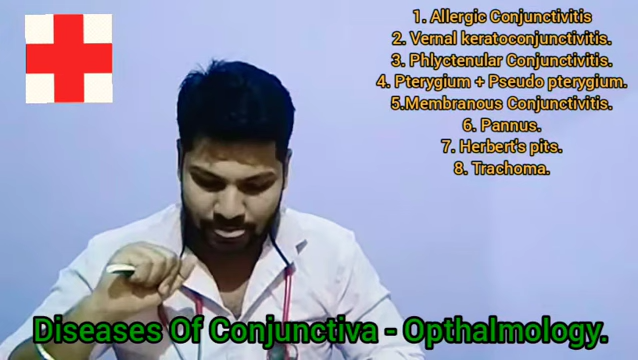 1. Allergic Conjunctivitis
2. Vernal keratoconjunctivitis.
3. Phlyctenular Conjunctivitis.
4. Pterygium + Pseudo pterygium.
5.Membranous Conjunctivitis.
6. Pannus.
7. Herbert's pits.
8. Trachoma.
Diseases Of Conjunctiva - Opthalmology.